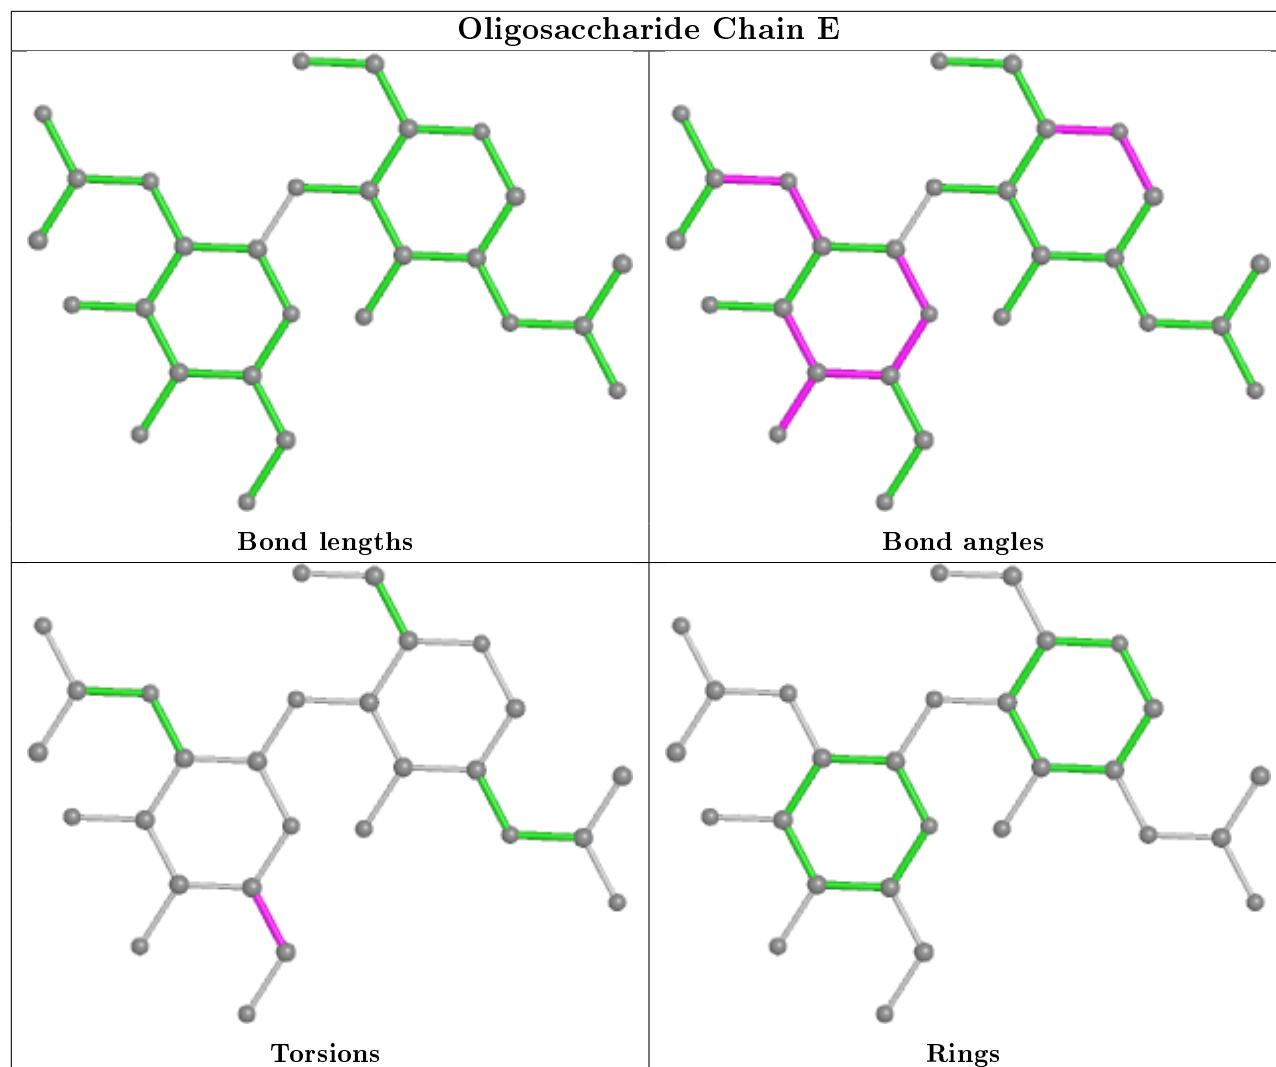 Oligosaccharide Chain E
Bond lengths
Bond angles
Torsions
Rings